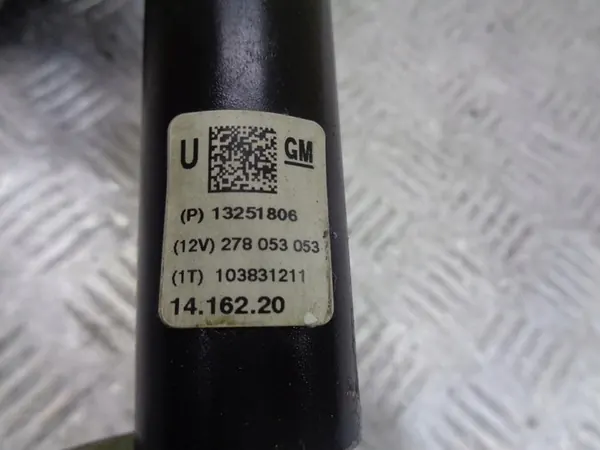 U GM
(P) 13251806
(12V) 278 053 053
(1T) 103831211
14.162.20